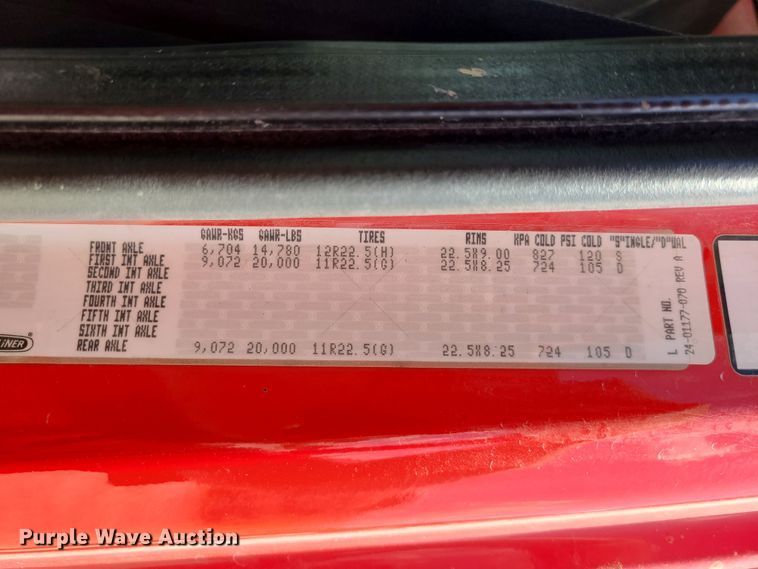 GAWR-KGS GAWR-LBS TIRES RIMS KPA COLD PSI COLD "S"INGLE/"D"UAL
FRONT AXLE 6,704 14,780 12R22.5(H) 22.5X9.00 827 120 S
FIRST INT AXLE 9,072 20,000 11R22.5(G) 22.5X8.25 724 105 D
SECOND INT AXLE
THIRD INT AXLE
FOURTH INT AXLE
FIFTH INT AXLE
SIXTH INT AXLE
REAR AXLE 9,072 20,000 11R22.5(G) 22.5X8.25 724 105 D
L PART NO.
24-01177-070 REV A
INER®
Purple Wave Auction®